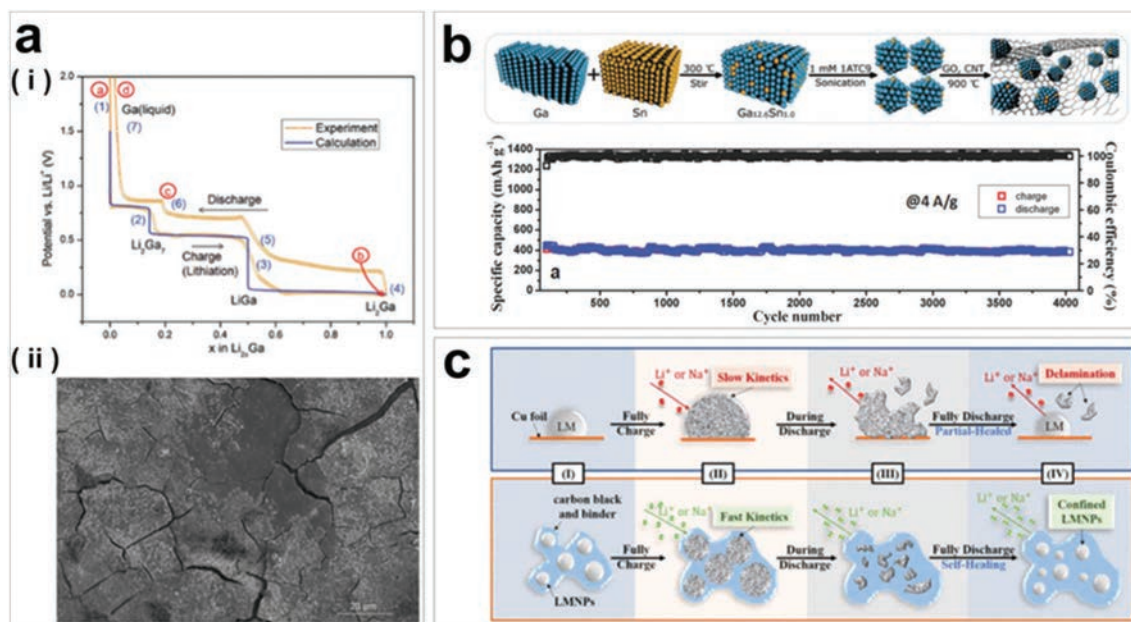 a
( i )
2.0
1.5
1.0
0.5
0.0
Potential vs. Li/Li⁺ (V)
a
d
(1)
Ga(liquid)
(7)
Experiment
Calculation
c
(6)
Discharge
(2)
Li₂Ga₇
Charge
(Lithiation)
(5)
(3)
LiGa
b
(4)
Li₂Ga
0.0 0.2 0.4 0.6 0.8 1.0
x in Li₂ₓGa
( ii )
20 μm
b
Ga
+
Sn
300 ℃
Stir
Ga₁₂.₆Sn₁.₀
1 mM 1ATC9
Sonication
GO, CNT
900 ℃
Specific capacity (mAh g⁻¹)
1400
1200
1000
800
600
400
200
0
@4 A/g
charge
discharge
a
100
80
60
40
20
0
Coulombic efficiency (%)
500 1000 1500 2000 2500 3000 3500 4000
Cycle number
c
Cu foil
LM
Fully
Charge
Li⁺ or Na⁺
Slow Kinetics
During
Discharge
Li⁺ or Na⁺
Fully Discharge
Partial-Healed
Li⁺ or Na⁺
Delamination
LM
(I)
(II)
(III)
(IV)
carbon black
and binder
LMNPs
Fully
Charge
Li⁺ or Na⁺
Fast Kinetics
During
Discharge
Li⁺ or Na⁺
Fully Discharge
Self-Healing
Li⁺ or Na⁺
Confined
LMNPs